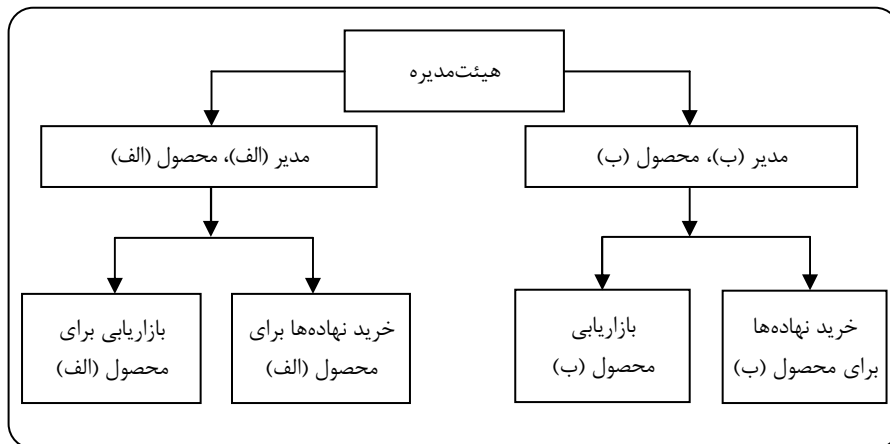 هیئت‌مدیره
مدیر (ب)، محصول (ب)
مدیر (الف)، محصول (الف)
خرید نهاده‌ها
برای محصول (ب)
بازاریابی
محصول (ب)
خرید نهاده‌ها برای
محصول (الف)
بازاریابی برای
محصول (الف)